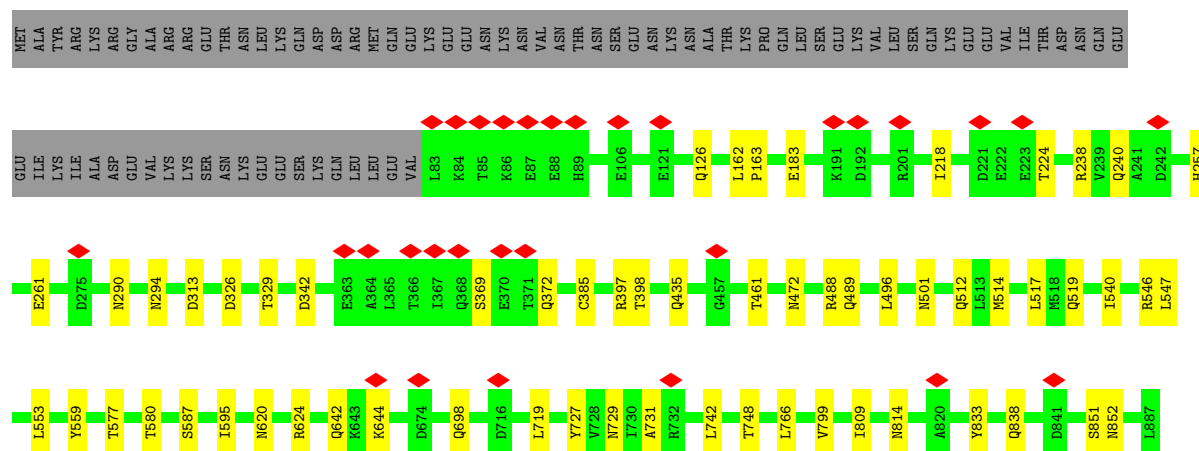 MET ALA TYR ARG LYS ARG GLY ALA ARG ARG GLU THR ASN LEU LYS GLN ASP ASP ARG MET GLN GLU LYS GLU GLU ASN LYS ASN VAL ASN THR ASN SER GLU ASN LYS ASN ALA THR LYS PRO GLN LEU SER GLU LYS VAL LEU SER GLN LYS GLU GLU VAL ILE THR ASP ASN GLN GLU
GLU ILE LYS ILE ALA ASP GLU VAL LYS LYS SER ASN LYS GLU GLU SER LYS GLN LEU LEU GLU VAL L83 K84 T85 K86 E87 E88 H89 E106 E121 Q126 L162 P163 E183 K191 D192 R201 I218 D221 E222 E223 T224 R238 V239 Q240 A241 D242 H257
E261 D275 N290 N294 D313 D326 T329 D342 E363 A364 L365 T366 I367 Q368 S369 E370 T371 Q372 C385 R397 T398 Q435 G457 T461 N472 R488 Q489 L496 N501 Q512 L513 M514 L517 M518 Q519 I540 R546 L547
L553 Y559 T577 T580 S587 I595 N620 R624 Q642 K643 K644 D674 Q698 D716 L719 Y727 V728 N729 I730 A731 R732 L742 T748 L766 V799 I809 N814 A820 Y833 Q838 D841 S851 N852 L887